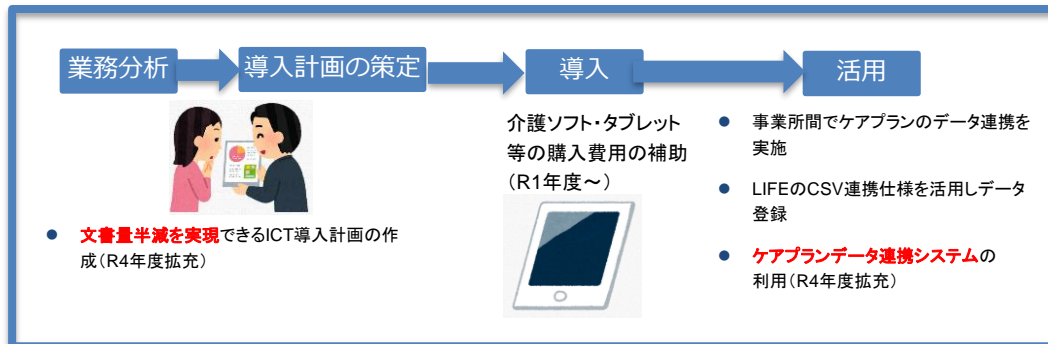 業務分析
導入計画の策定
導入
活用
● 文書量半減を実現できるICT導入計画の作
成(R4年度拡充)
介護ソフト・タブレット
等の購入費用の補助
(R1年度～)
● 事業所間でケアプランのデータ連携を
実施
● LIFEのCSV連携仕様を活用しデータ
登録
● ケアプランデータ連携システムの
利用(R4年度拡充)